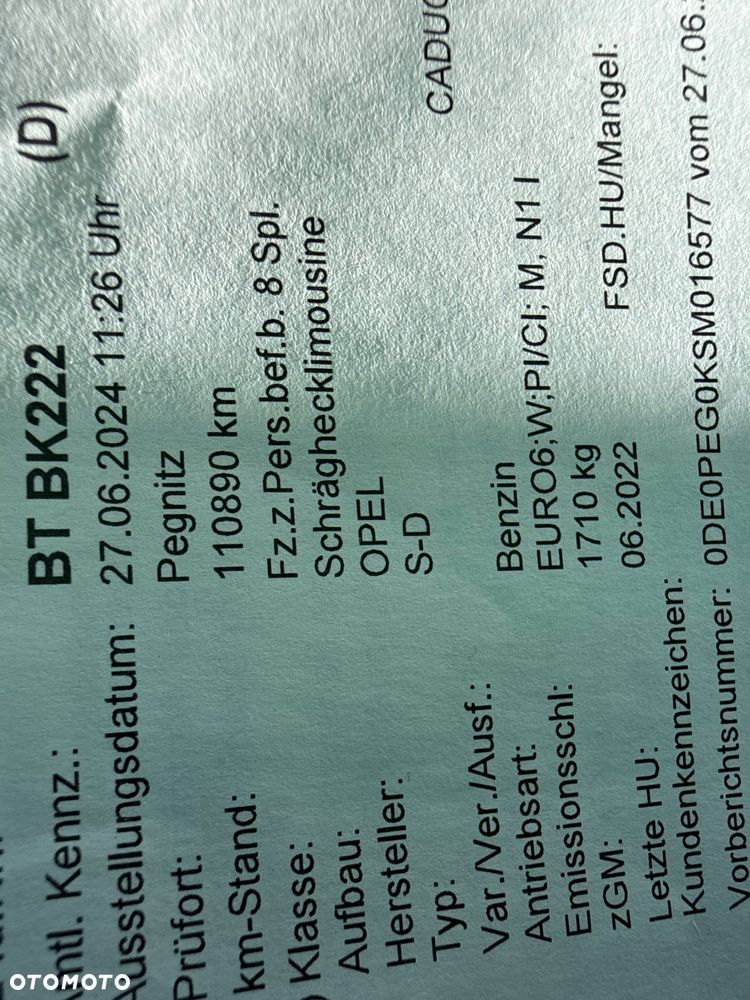 Amtl. Kennz.: BT BK222 (D)
Ausstellungsdatum: 27.06.2024 11:26 Uhr
Prüfort: Pegnitz
km-Stand: 110890 km
Klasse: Fz.z.Pers.bef.b. 8 Spl.
Aufbau: Schräghecklimousine
Hersteller: OPEL
Typ: S-D
Var./Ver./Ausf.:
Antriebsart: Benzin
Emissionsschl: EURO6;W;PI/CI; M, N1 I
zGM: 1710 kg
Letzte HU: 06.2022 FSD.HU/Mangel:
Kundenkennzeichen:
Vorberichtsnummer: 0DE0PEG0KSM016577 vom 27.06.
OTOMOTO